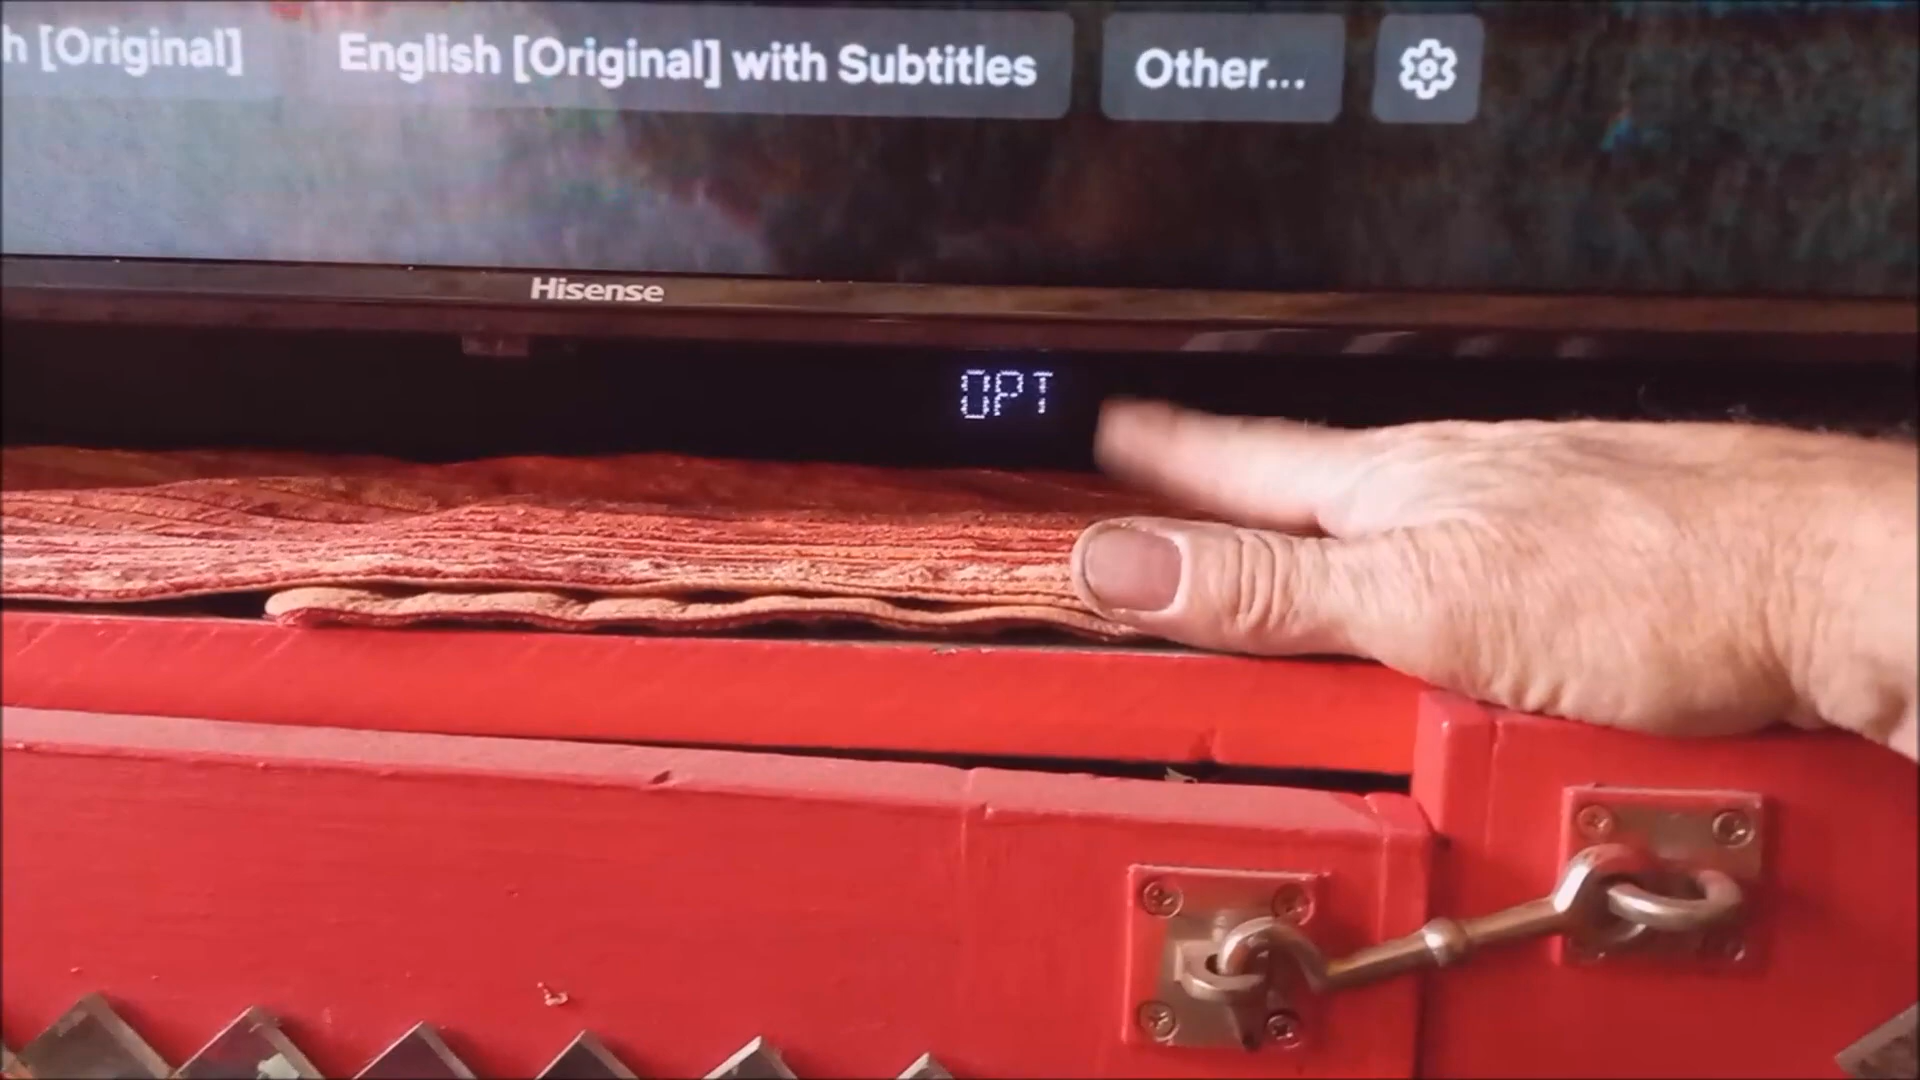 h [Original]
English [Original] with Subtitles
Other...
Hisense
OPT